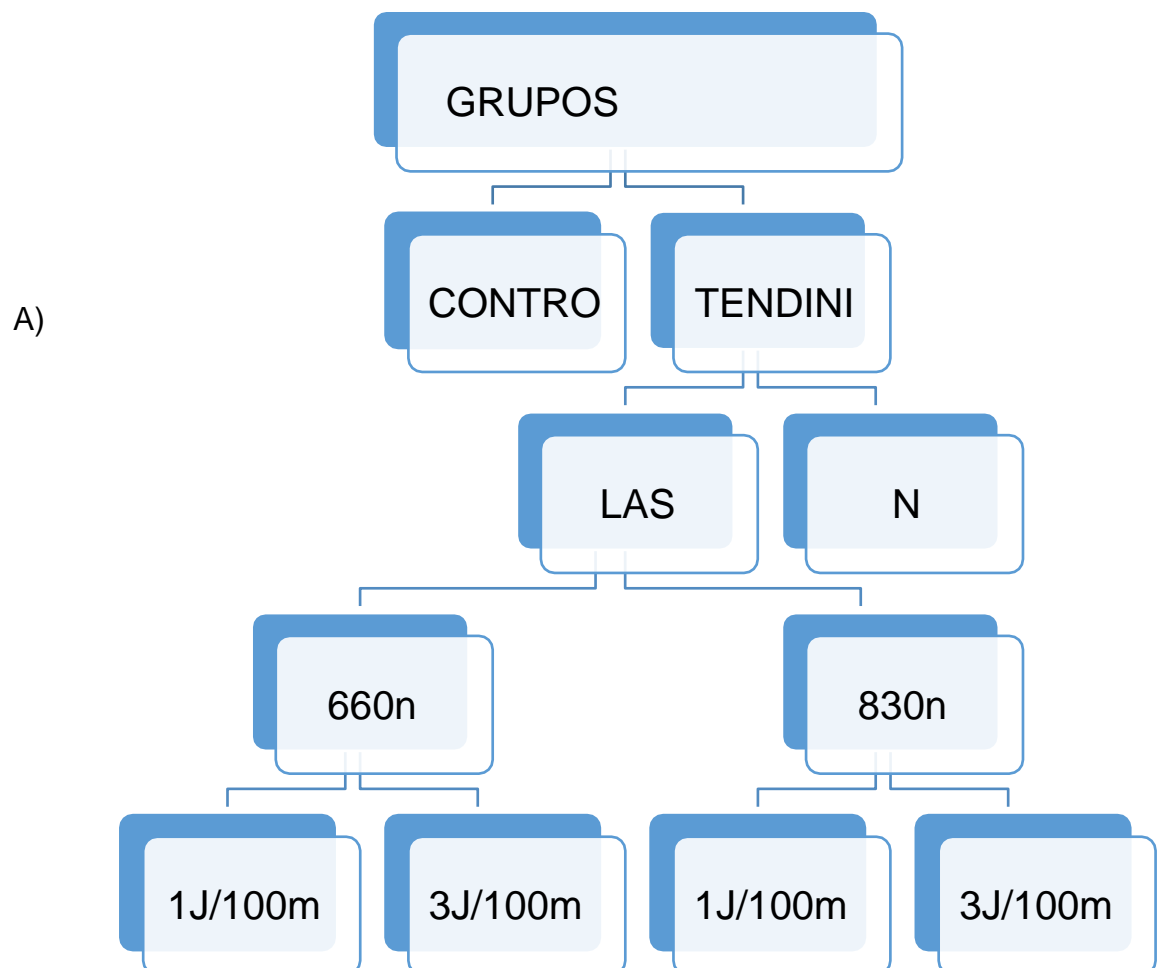 GRUPOS
CONTRO
TENDINI
A)
LAS
N
660n
830n
1J/100m
3J/100m
1J/100m
3J/100m